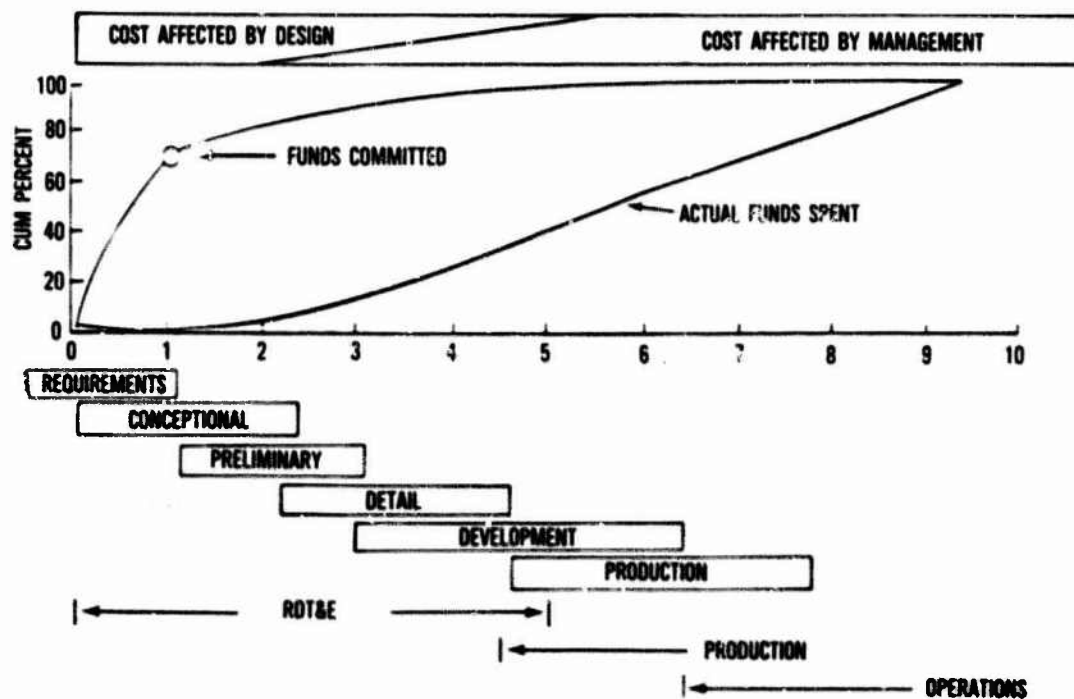 COST AFFECTED BY DESIGN
COST AFFECTED BY MANAGEMENT
100
80
60
40
20
0
CUM PERCENT
FUNDS COMMITTED
ACTUAL FUNDS SPENT
0 1 2 3 4 5 6 7 8 9 10
REQUIREMENTS
CONCEPTIONAL
PRELIMINARY
DETAIL
DEVELOPMENT
PRODUCTION
RDT&E
PRODUCTION
OPERATIONS